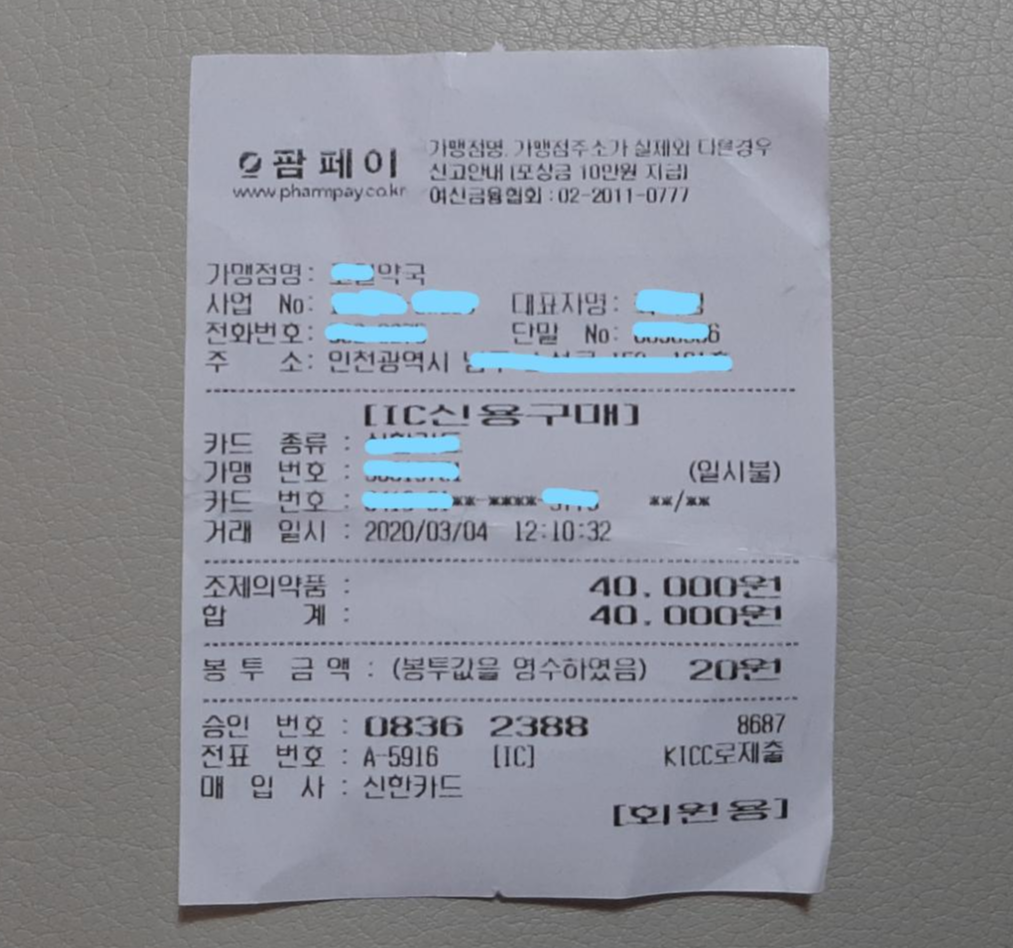 팜페이
www.phampay.co.kr
가맹점명, 가맹점주소가 실제와 다른경우
신고안내 (포상금 10만원 지급)
여신금융협회 : 02-2011-0777
가맹점명: 약국
사업 No: 대표자명:
전화번호: 단말 No: 6
주 소: 인천광역시
[IC신용구매]
카드 종류 :
가맹 번호 : (일시불)
카드 번호 : **-****- **/**
거래 일시 : 2020/03/04 12:10:32
조제의약품 : 40,000원
합 계 : 40,000원
봉 투 금 액 : (봉투값을 영수하였음) 20원
승인 번호 : 0836 2388 8687
전표 번호 : A-5916 [IC] KICC로제출
매 입 사 : 신한카드
[회원용]